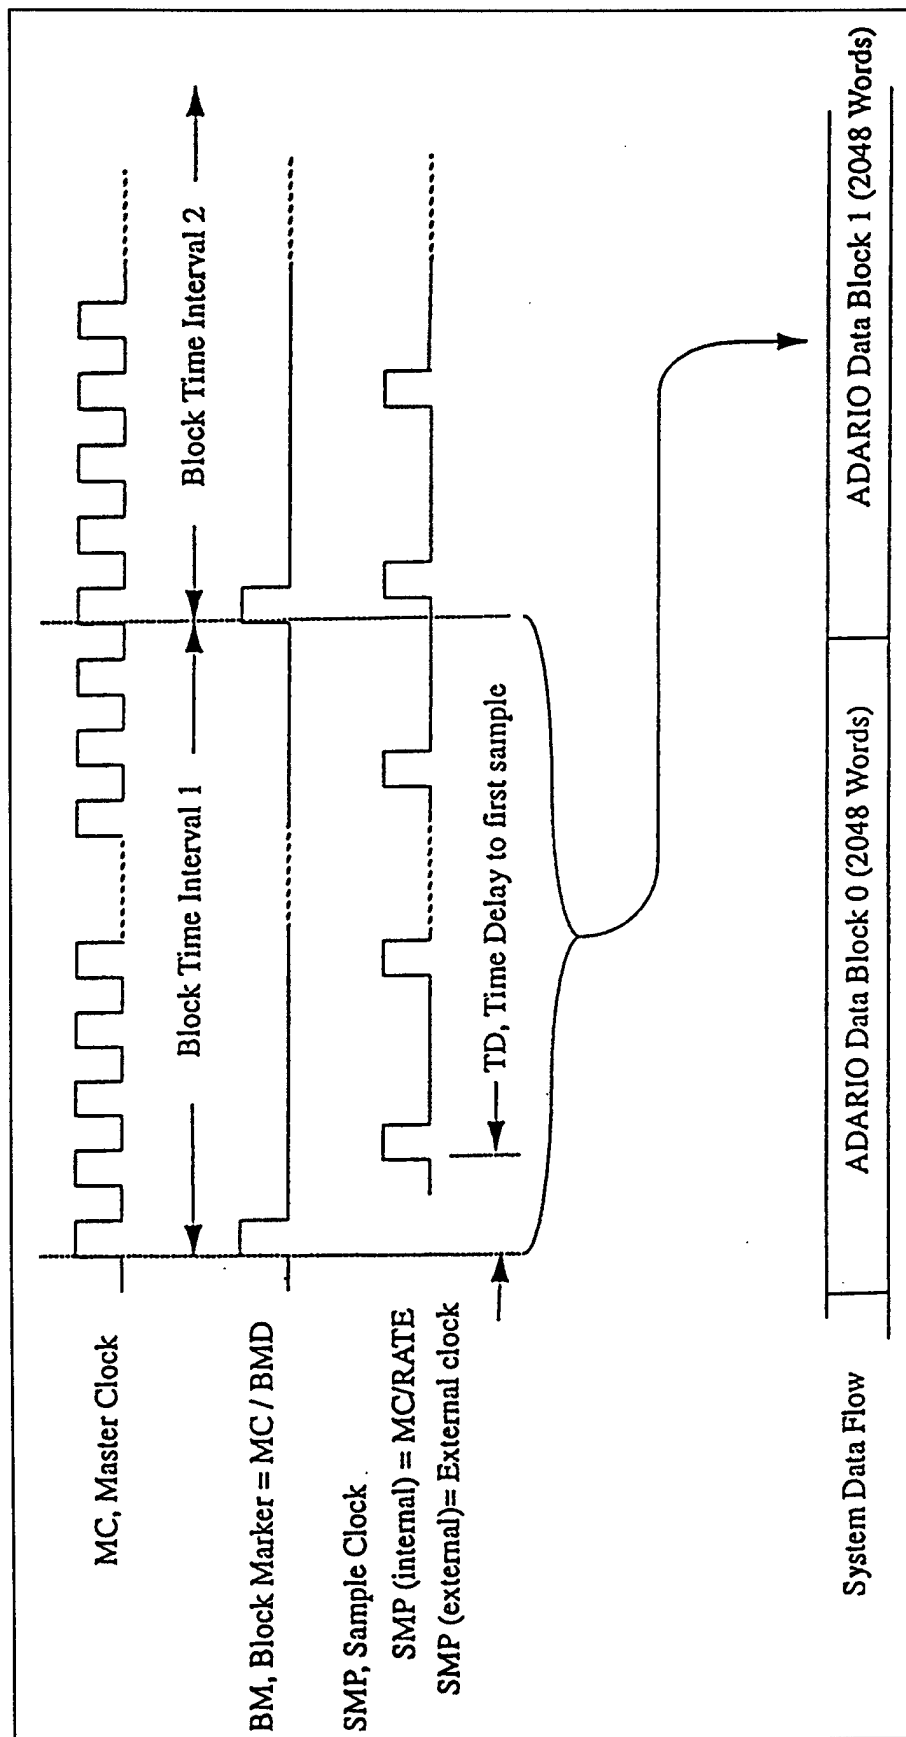 MC, Master Clock
Block Time Interval 1
Block Time Interval 2
BM, Block Marker = MC / BMD
SMP, Sample Clock
SMP (internal) = MC/RATE
SMP (external)= External clock
TD, Time Delay to first sample
System Data Flow
ADARIO Data Block 0 (2048 Words)
ADARIO Data Block 1 (2048 Words)